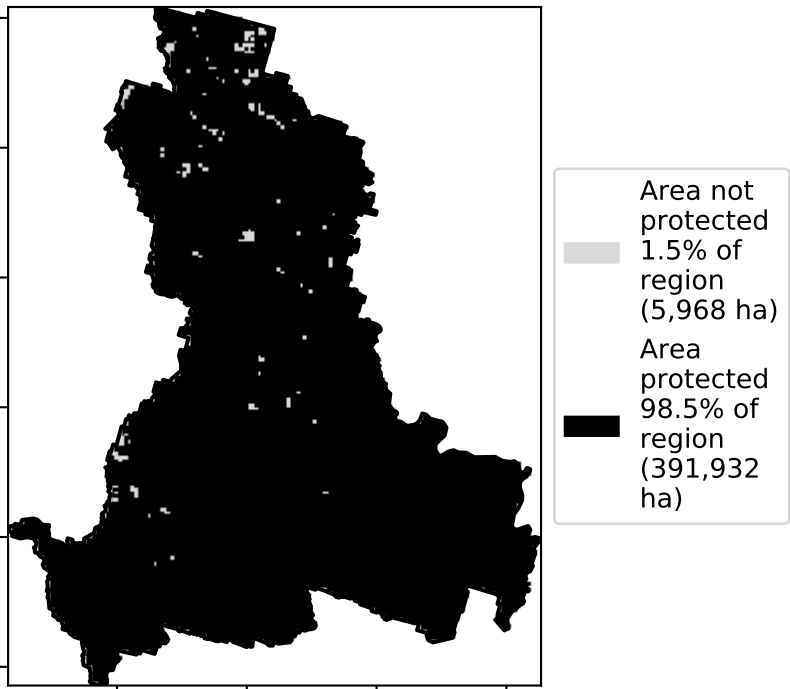 Area not
protected
1.5% of
region
(5,968 ha)
Area
protected
98.5% of
region
(391,932
ha)